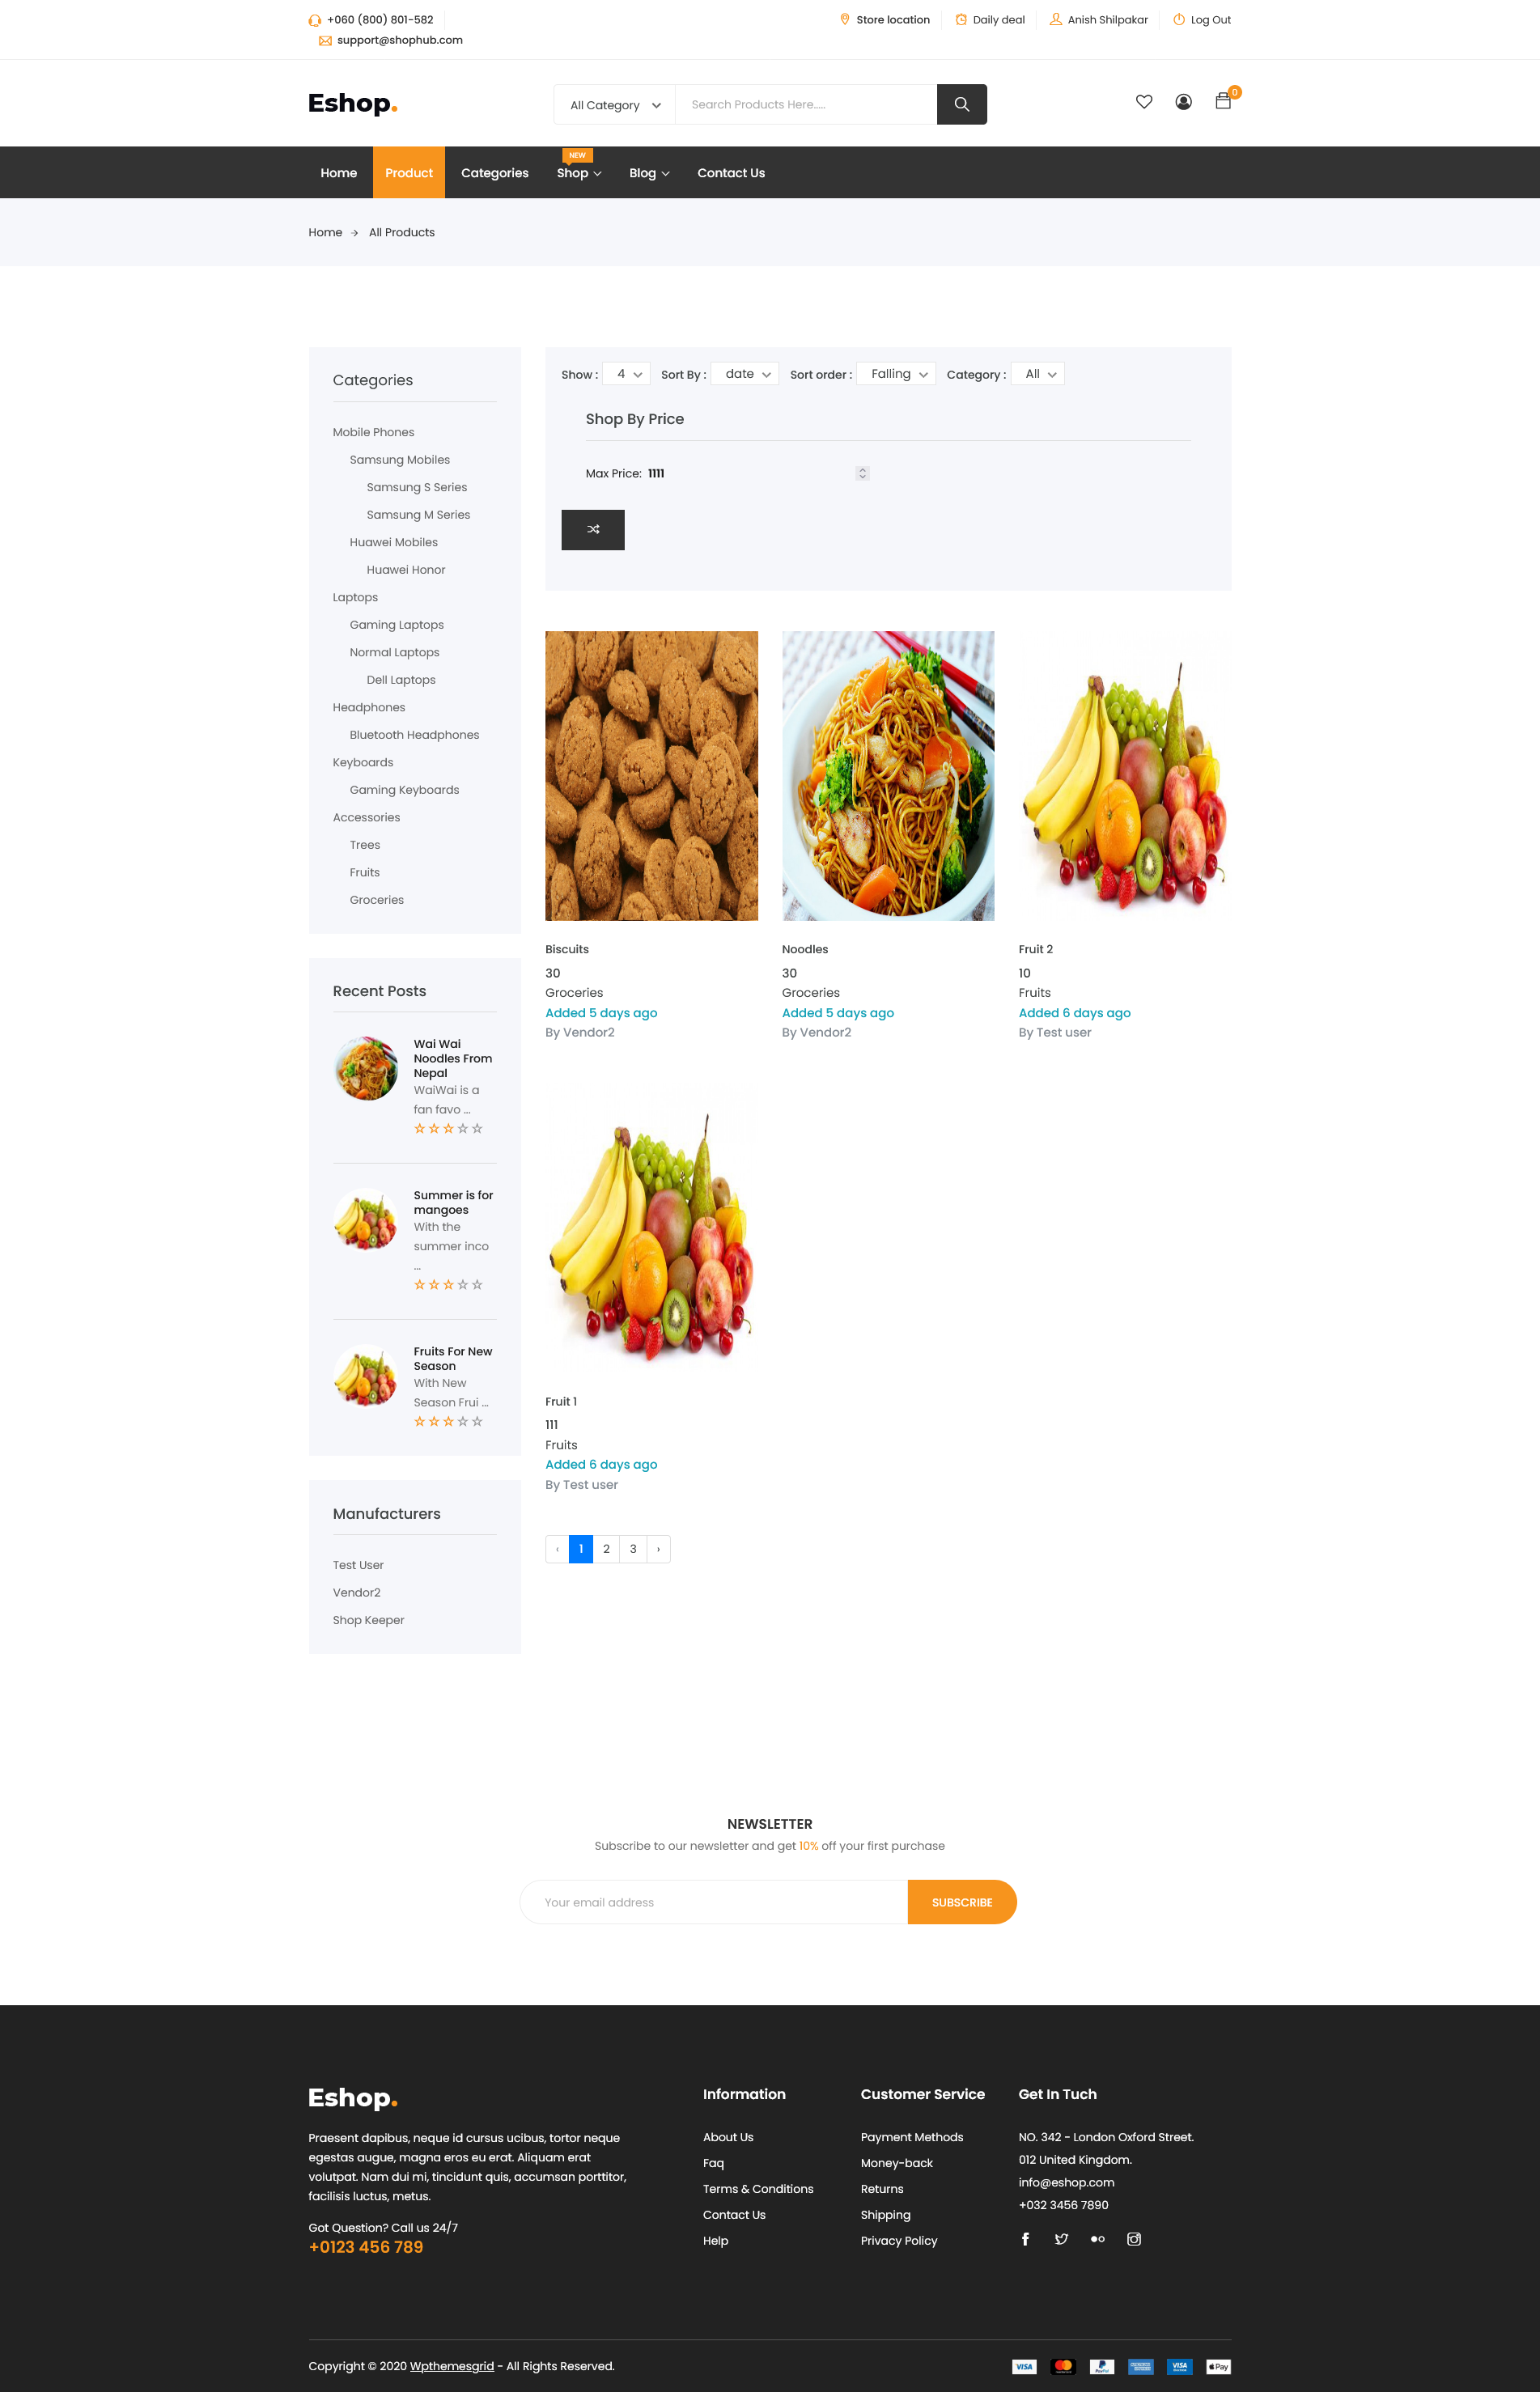 +060 (800) 801-582
support@shophub.com
Store location
Daily deal
Anish Shilpakar
Log Out
Eshop.
All Category
Search Products Here.....
0
NEW
Home
Product
Categories
Shop
Blog
Contact Us
Home
All Products
Categories
Mobile Phones
Samsung Mobiles
Samsung S Series
Samsung M Series
Huawei Mobiles
Huawei Honor
Laptops
Gaming Laptops
Normal Laptops
Dell Laptops
Headphones
Bluetooth Headphones
Keyboards
Gaming Keyboards
Accessories
Trees
Fruits
Groceries
Recent Posts
Wai Wai
Noodles From
Nepal
WaiWai is a
fan favo ...
Summer is for
mangoes
With the
summer inco
...
Fruits For New
Season
With New
Season Frui ...
Manufacturers
Test User
Vendor2
Shop Keeper
Show : 4
Sort By : date
Sort order : Falling
Category : All
Shop By Price
Max Price: 1111
Biscuits
30
Groceries
Added 5 days ago
By Vendor2
Noodles
30
Groceries
Added 5 days ago
By Vendor2
Fruit 2
10
Fruits
Added 6 days ago
By Test user
Fruit 1
111
Fruits
Added 6 days ago
By Test user
‹ 1 2 3 ›
NEWSLETTER
Subscribe to our newsletter and get 10% off your first purchase
Your email address
SUBSCRIBE
Eshop.
Praesent dapibus, neque id cursus ucibus, tortor neque
egestas augue, magna eros eu erat. Aliquam erat
volutpat. Nam dui mi, tincidunt quis, accumsan porttitor,
facilisis luctus, metus.
Got Question? Call us 24/7
+0123 456 789
Information
About Us
Faq
Terms & Conditions
Contact Us
Help
Customer Service
Payment Methods
Money-back
Returns
Shipping
Privacy Policy
Get In Tuch
NO. 342 - London Oxford Street.
012 United Kingdom.
info@eshop.com
+032 3456 7890
Copyright © 2020 Wpthemesgrid - All Rights Reserved.
VISA
PayPal
VISA
Pay